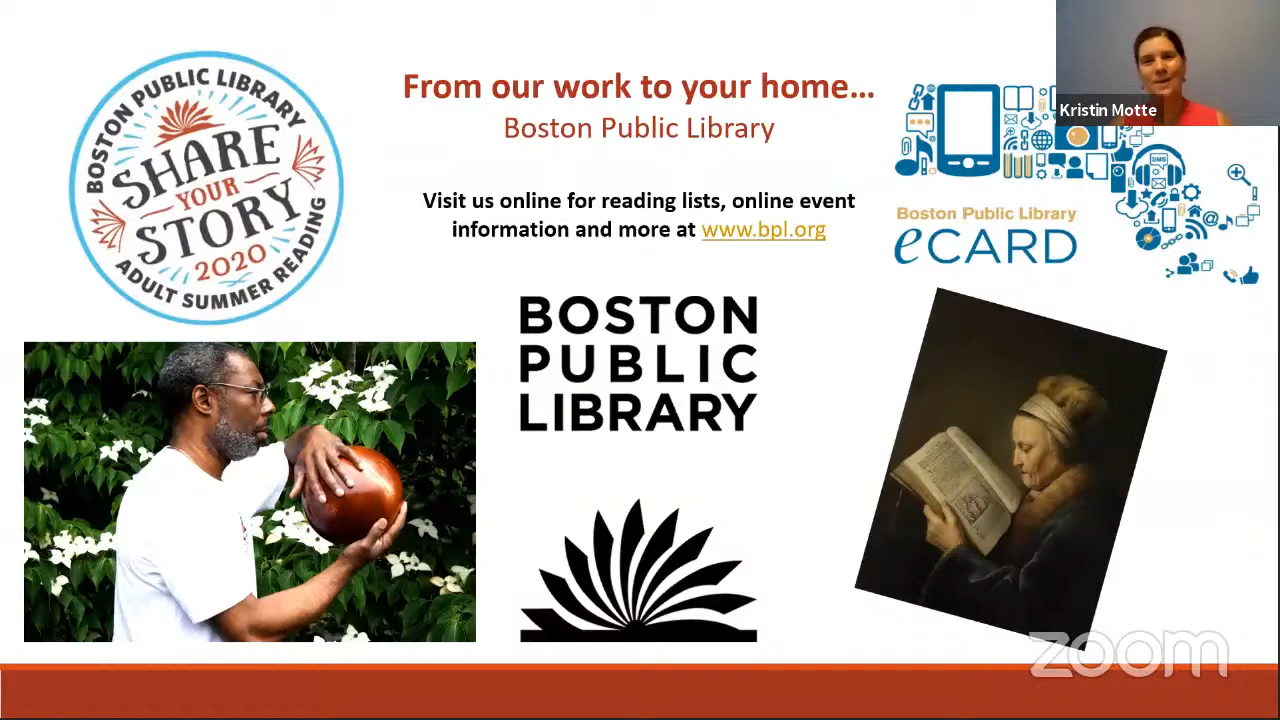 BOSTON PUBLIC LIBRARY
SHARE
YOUR
STORY
2020
ADULT SUMMER READING
From our work to your home...
Boston Public Library
Visit us online for reading lists, online event
information and more at www.bpl.org
BOSTON
PUBLIC
LIBRARY
SMS
Boston Public Library
eCARD
Kristin Motte
zoom